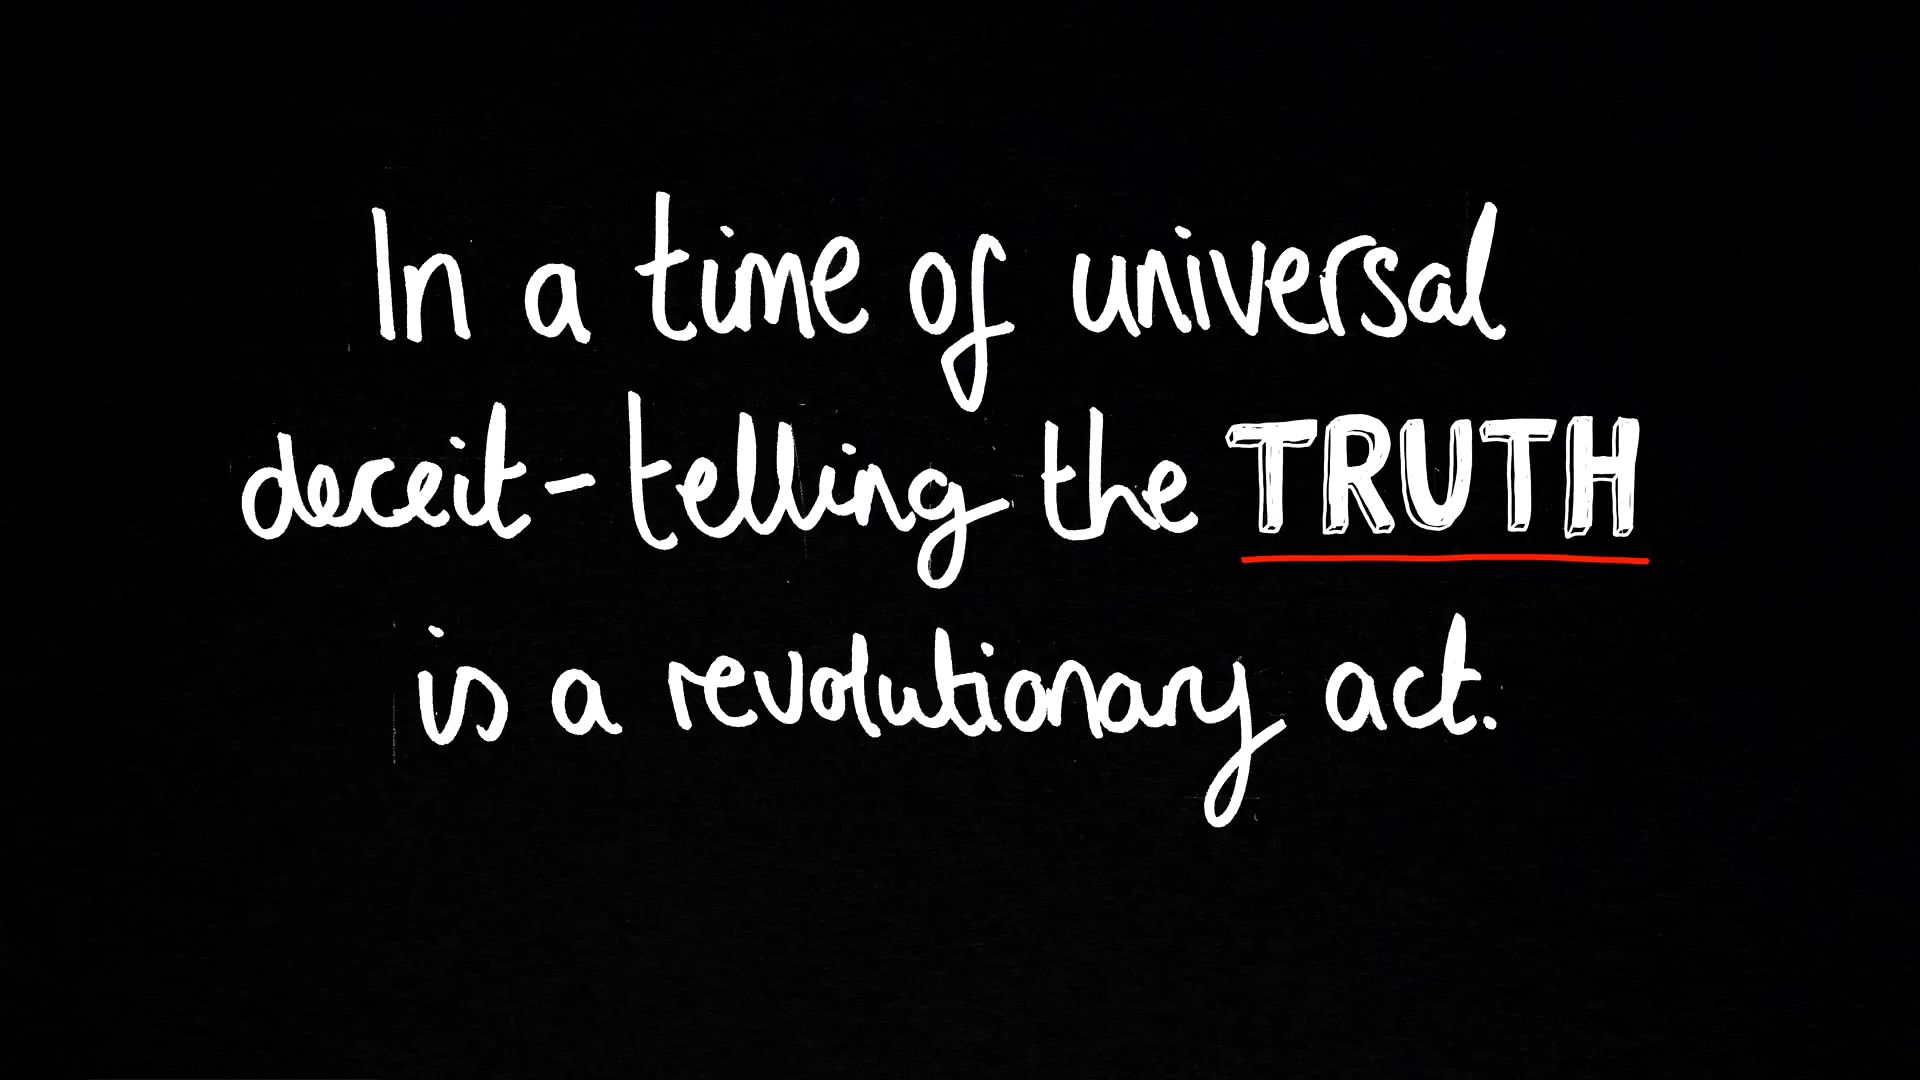 In a time of universal
deceit-telling the TRUTH
is a revolutionary act.